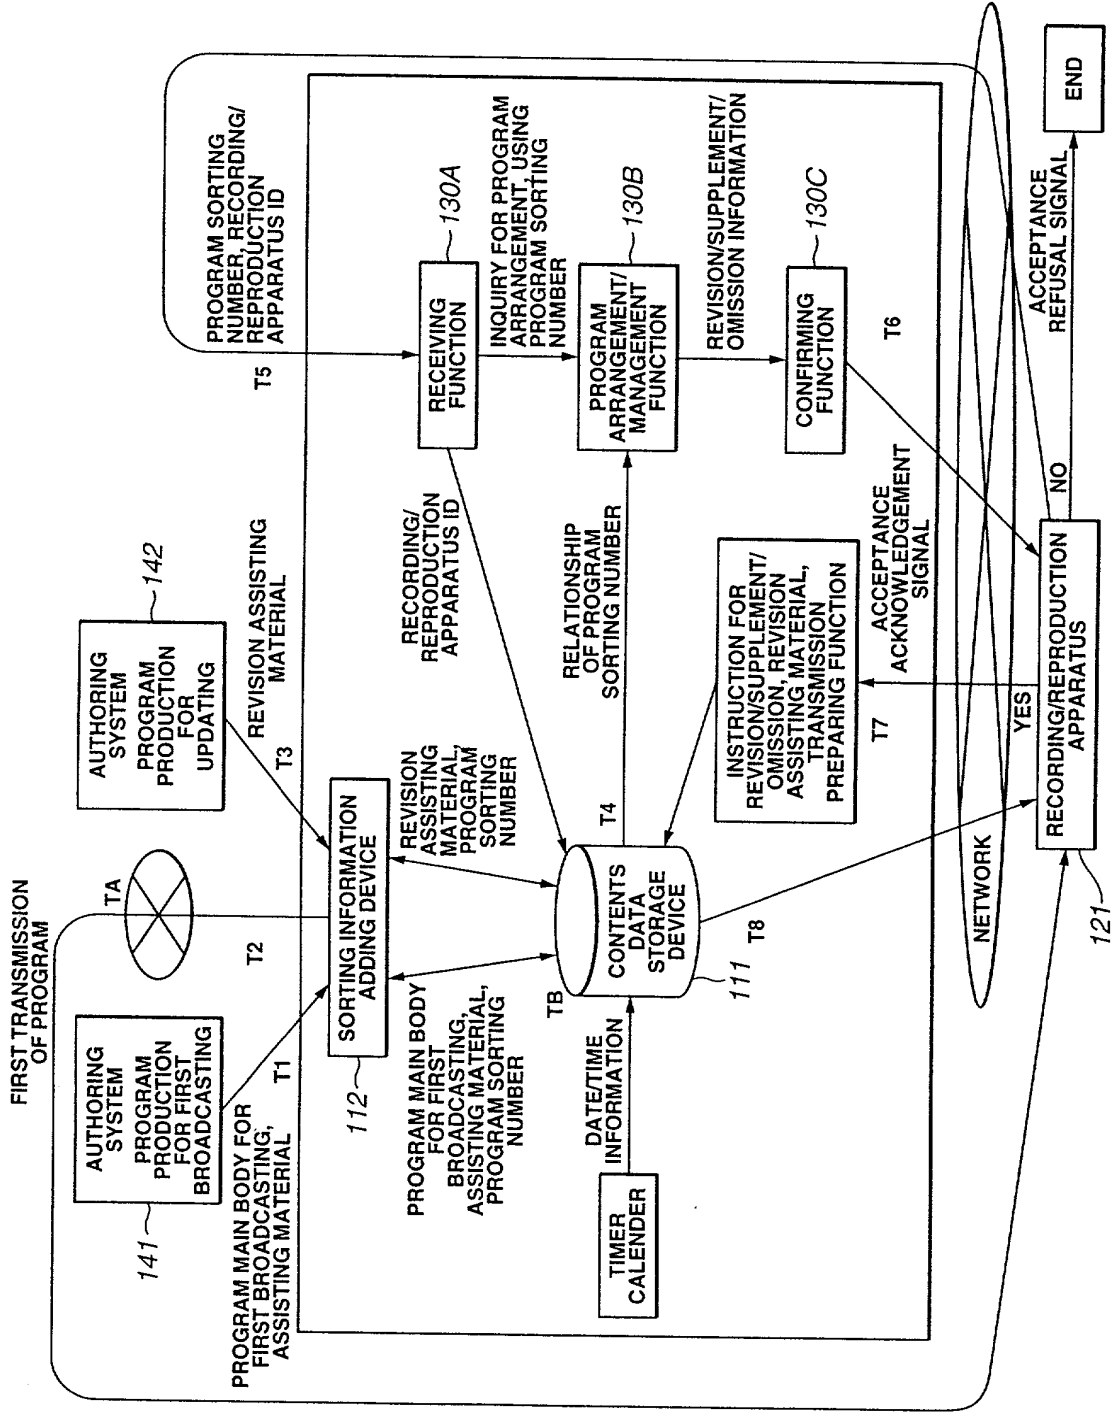 FIRST TRANSMISSION
OF PROGRAM
TA
141
AUTHORING
SYSTEM
PROGRAM
PRODUCTION
FOR FIRST
BROADCASTING
142
AUTHORING
SYSTEM
PROGRAM
PRODUCTION
FOR
UPDATING
PROGRAM SORTING
NUMBER, RECORDING/
REPRODUCTION
APPARATUS ID
T5
PROGRAM MAIN BODY FOR
FIRST BROADCASTING,
ASSISTING MATERIAL
T1
T2
T3
REVISION ASSISTING
MATERIAL
112
SORTING INFORMATION
ADDING DEVICE
PROGRAM MAIN BODY
FOR FIRST
BROADCASTING,
ASSISTING MATERIAL,
PROGRAM SORTING
NUMBER
REVISION
ASSISTING
MATERIAL,
PROGRAM
SORTING
NUMBER
RECORDING/
REPRODUCTION
APPARATUS ID
RECEIVING
FUNCTION
130A
INQUIRY FOR PROGRAM
ARRANGEMENT, USING
PROGRAM SORTING
NUMBER
TB
CONTENTS
DATA
STORAGE
DEVICE
111
TIMER
CALENDER
DATE/TIME
INFORMATION
T4
RELATIONSHIP
OF PROGRAM
SORTING NUMBER
PROGRAM
ARRANGEMENT/
MANAGEMENT
FUNCTION
130B
REVISION/SUPPLEMENT/
OMISSION INFORMATION
INSTRUCTION FOR
REVISION/SUPPLEMENT/
OMISSION, REVISION
ASSISTING MATERIAL,
TRANSMISSION
PREPARING FUNCTION
CONFIRMING
FUNCTION
130C
T8
T7
ACCEPTANCE
ACKNOWLEDGEMENT
SIGNAL
T6
NETWORK
YES
NO
121
RECORDING/REPRODUCTION
APPARATUS
ACCEPTANCE
REFUSAL SIGNAL
END